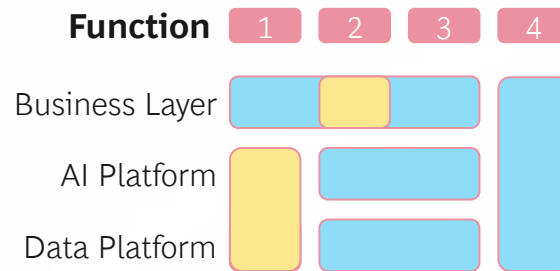 Function 1 2 3 4
Business Layer
AI Platform
Data Platform